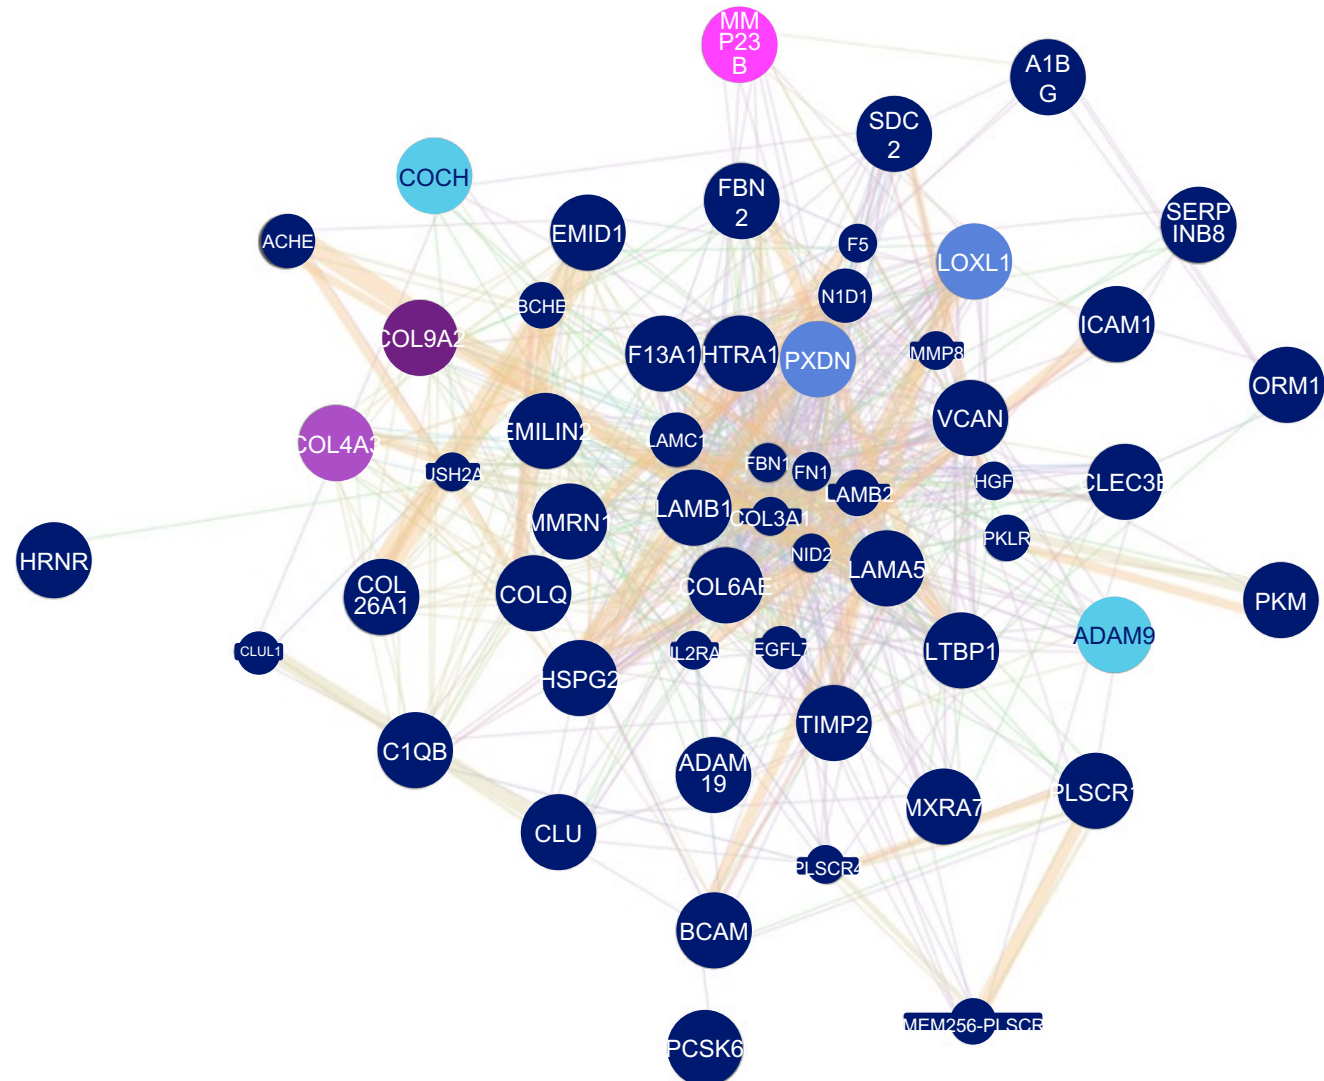 MM
P23
B
A1B
G
SDC
2
COCH
FBN
2
SERP
INB8
EMID1
ACHE
F5
LOXL1
N1D1
BCHE
ICAM1
COL9A2
F13A1
HTRA1
PXDN
MMP8
ORM1
VCAN
EMILIN2
COL4A3
LAMC1
FBN1
FN1
USH2A
HGF
CLEC3B
LAMB2
LAMB1
COL3A1
MMRN1
PKLR
NID2
HRNR
LAMA5
COL6AE
COL
26A1
COLQ
PKM
ADAM9
CLUL1
IL2RA
EGFL7
LTBP1
HSPG2
TIMP2
C1QB
ADAM
19
PLSCR1
MXRA7
CLU
PLSCR4
BCAM
MEM256-PLSCR
PCSK6